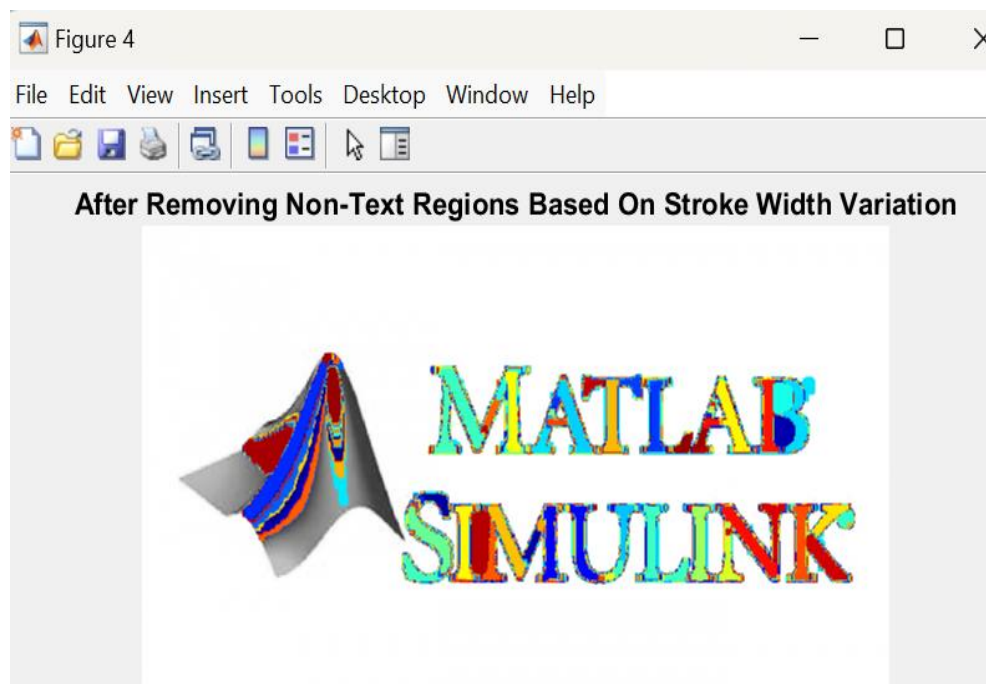 Figure 4
File Edit View Insert Tools Desktop Window Help
After Removing Non-Text Regions Based On Stroke Width Variation
MATLAB
SIMULINK